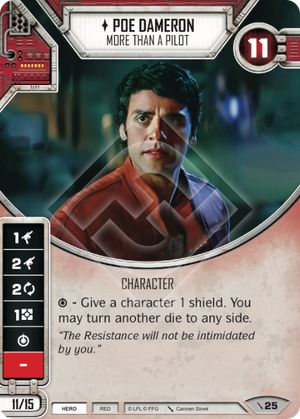 POE DAMERON
MORE THAN A PILOT
11
CHARACTER
1
2
2
1
- Give a character 1 shield. You
may turn another die to any side.
"The Resistance will not be intimidated
by you."
-
11/15
HERO
RED
© LFL © FFG
25